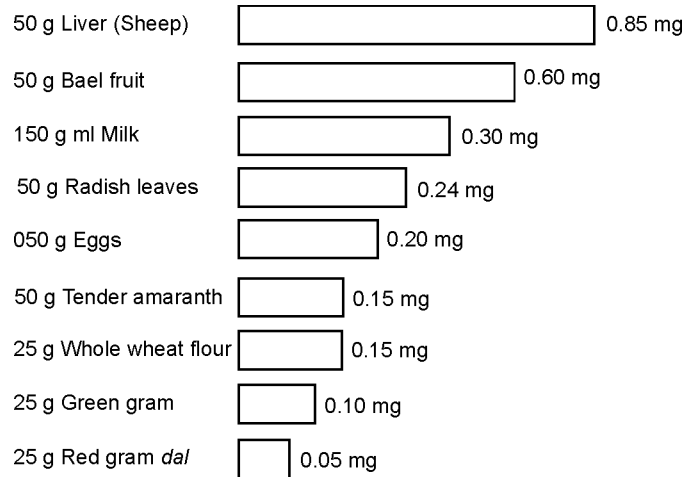 50 g Liver (Sheep) 0.85 mg
50 g Bael fruit 0.60 mg
150 g ml Milk 0.30 mg
50 g Radish leaves 0.24 mg
050 g Eggs 0.20 mg
50 g Tender amaranth 0.15 mg
25 g Whole wheat flour 0.15 mg
25 g Green gram 0.10 mg
25 g Red gram dal 0.05 mg